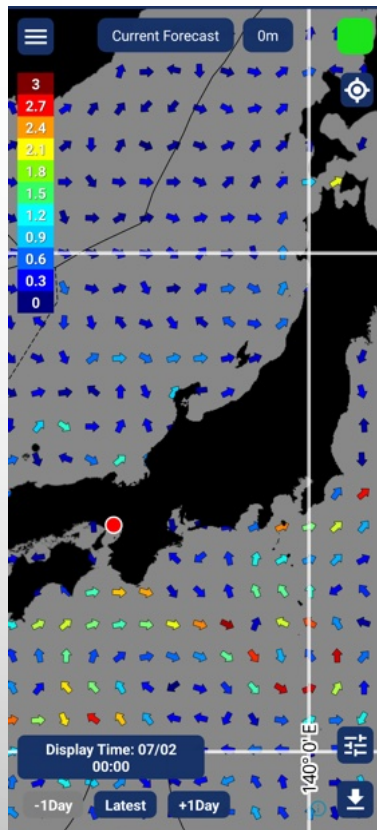 Current Forecast
0m
3
2.7
2.4
2.1
1.8
1.5
1.2
0.9
0.6
0.3
0
140°0'E
Display Time: 07/02
00:00
-1Day
Latest
+1Day